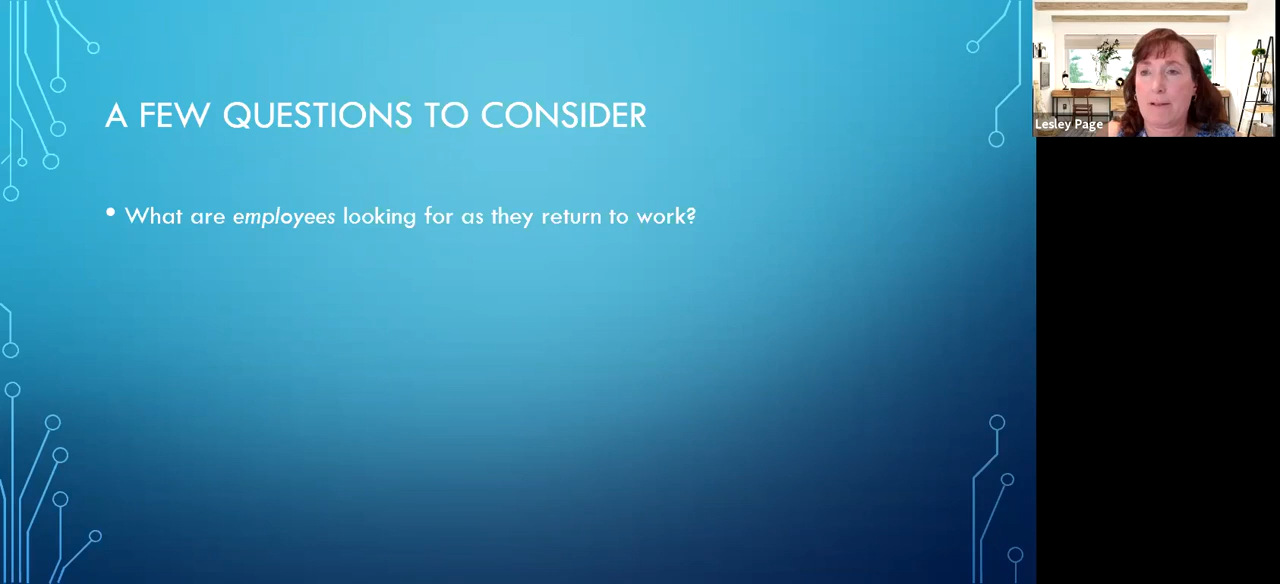 A FEW QUESTIONS TO CONSIDER
• What are employees looking for as they return to work?
Lesley Page